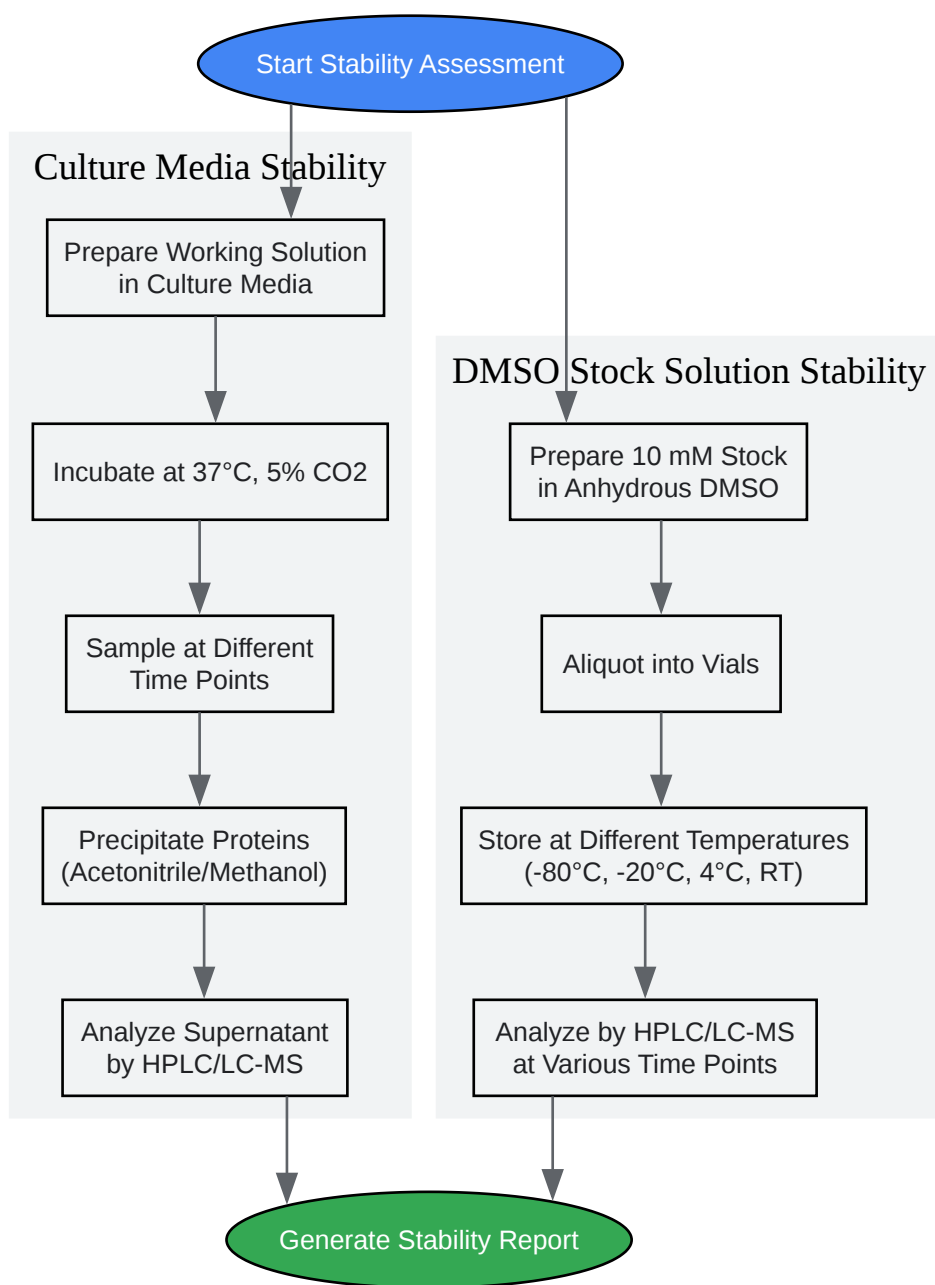 Start Stability Assessment
Culture Media Stability
Prepare Working Solution
in Culture Media
Incubate at 37°C, 5% CO2
Sample at Different
Time Points
Precipitate Proteins
(Acetonitrile/Methanol)
Analyze Supernatant
by HPLC/LC-MS
DMSO Stock Solution Stability
Prepare 10 mM Stock
in Anhydrous DMSO
Aliquot into Vials
Store at Different Temperatures
(-80°C, -20°C, 4°C, RT)
Analyze by HPLC/LC-MS
at Various Time Points
Generate Stability Report